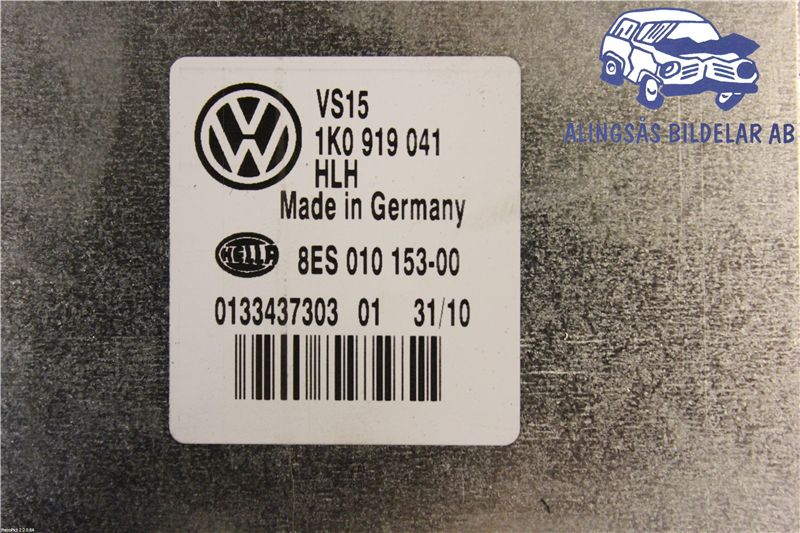 VS15
1K0 919 041
HLH
Made in Germany
HELLA
8ES 010 153-00
0133437303 01 31/10
ALINGSÅS BILDELAR AB